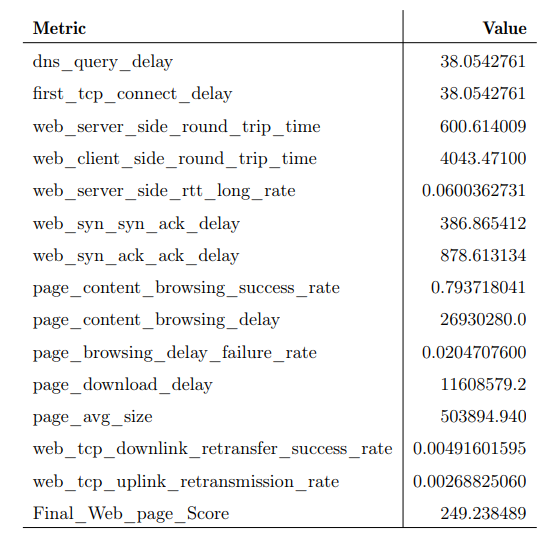 Metric Value
dns_query_delay 38.0542761
first_tcp_connect_delay 38.0542761
web_server_side_round_trip_time 600.614009
web_client_side_round_trip_time 4043.47100
web_server_side_rtt_long_rate 0.0600362731
web_syn_syn_ack_delay 386.865412
web_syn_ack_ack_delay 878.613134
page_content_browsing_success_rate 0.793718041
page_content_browsing_delay 26930280.0
page_browsing_delay_failure_rate 0.0204707600
page_download_delay 11608579.2
page_avg_size 503894.940
web_tcp_downlink_retransfer_success_rate 0.00491601595
web_tcp_uplink_retransmission_rate 0.00268825060
Final_Web_page_Score 249.238489